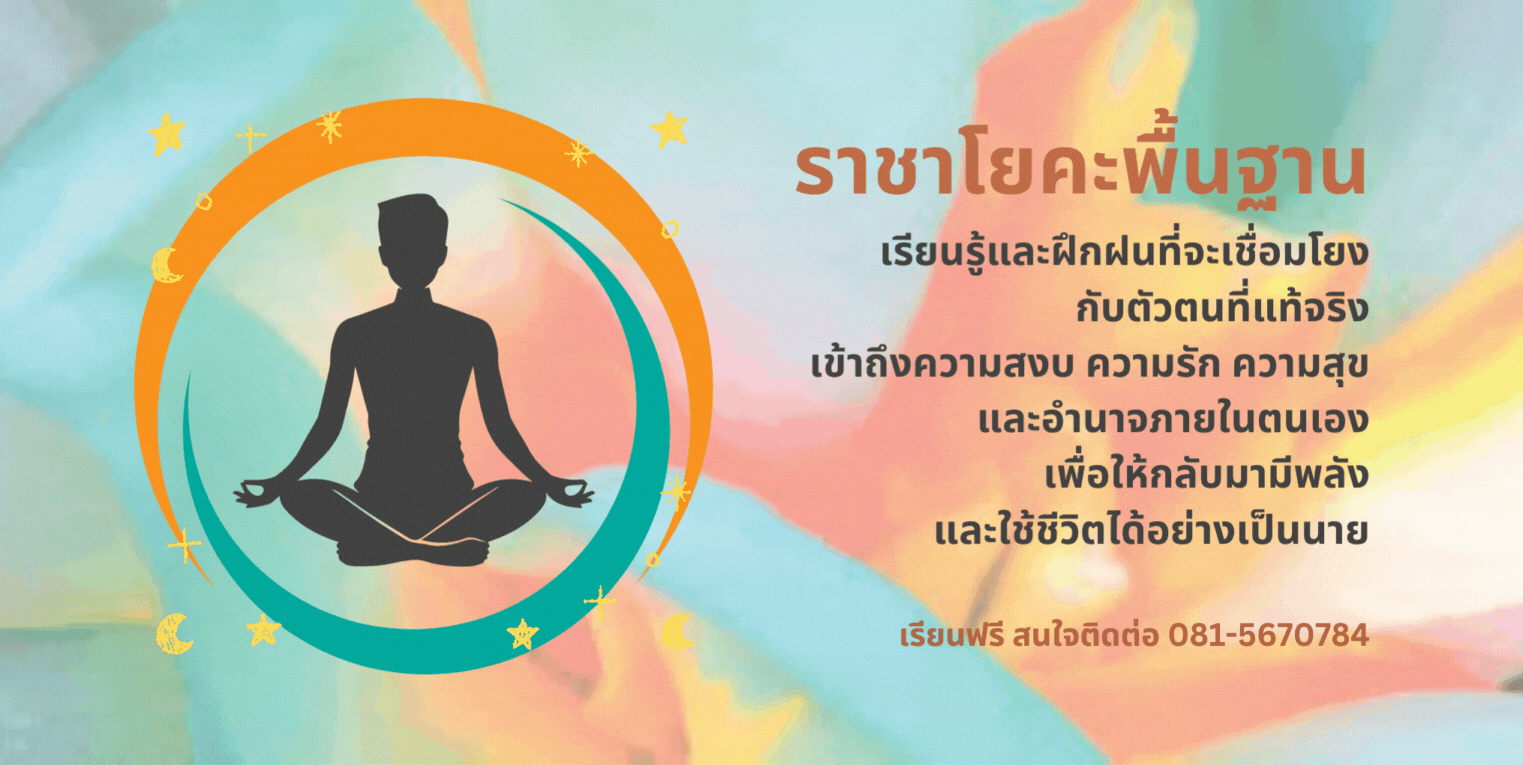 ราชาโยคะพื้นฐาน
เรียนรู้และฝึกฝนที่จะเชื่อมโยง
กับตัวตนที่แท้จริง
เข้าถึงความสงบ ความรัก ความสุข
และอำนาจภายในตนเอง
เพื่อให้กลับมามีพลัง
และใช้ชีวิตได้อย่างเป็นนาย
เรียนฟรี สนใจติดต่อ 081-5670784